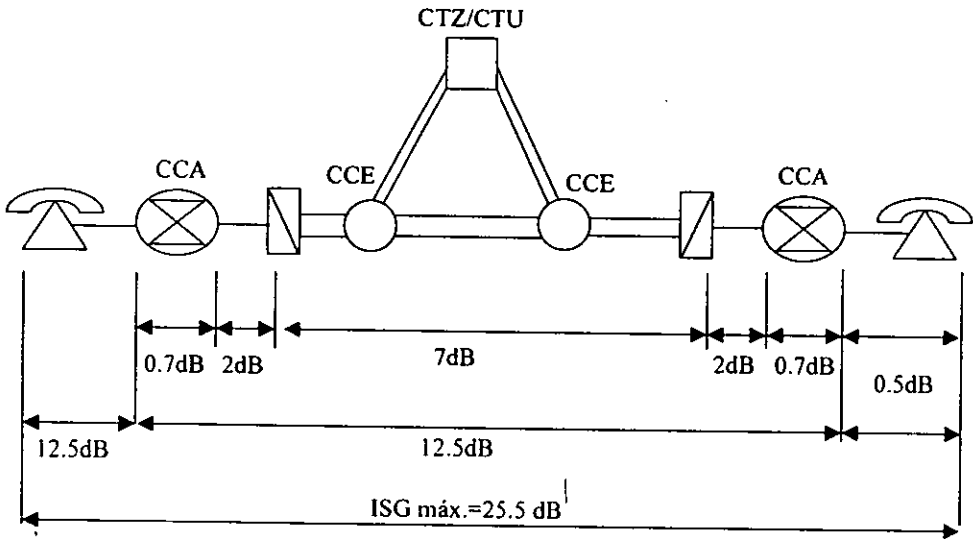 CTZ/CTU
CCA
CCE
CCE
CCA
0.7dB
2dB
7dB
2dB
0.7dB
0.5dB
12.5dB
12.5dB
ISG máx.=25.5 dB